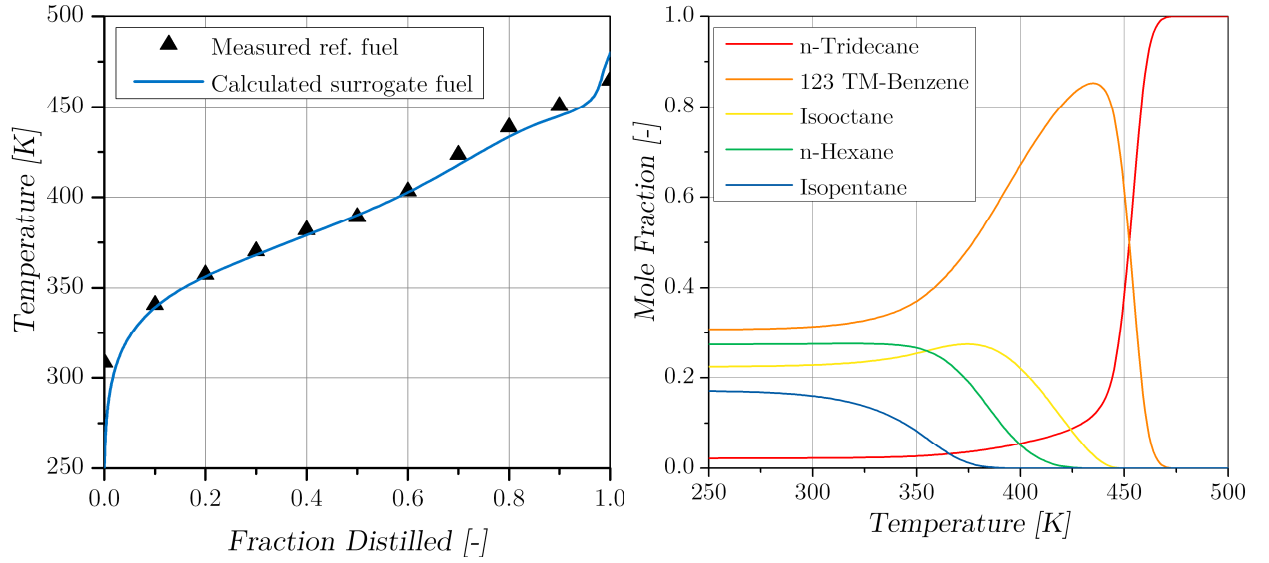 500
450
400
350
300
250
Temperature [K]
Measured ref. fuel
Calculated surrogate fuel
0.0
0.2
0.4
0.6
0.8
1.0
Fraction Distilled [-]
1.0
0.8
0.6
0.4
0.2
0.0
Mole Fraction [-]
n-Tridecane
123 TM-Benzene
Isooctane
n-Hexane
Isopentane
250
300
350
400
450
500
Temperature [K]